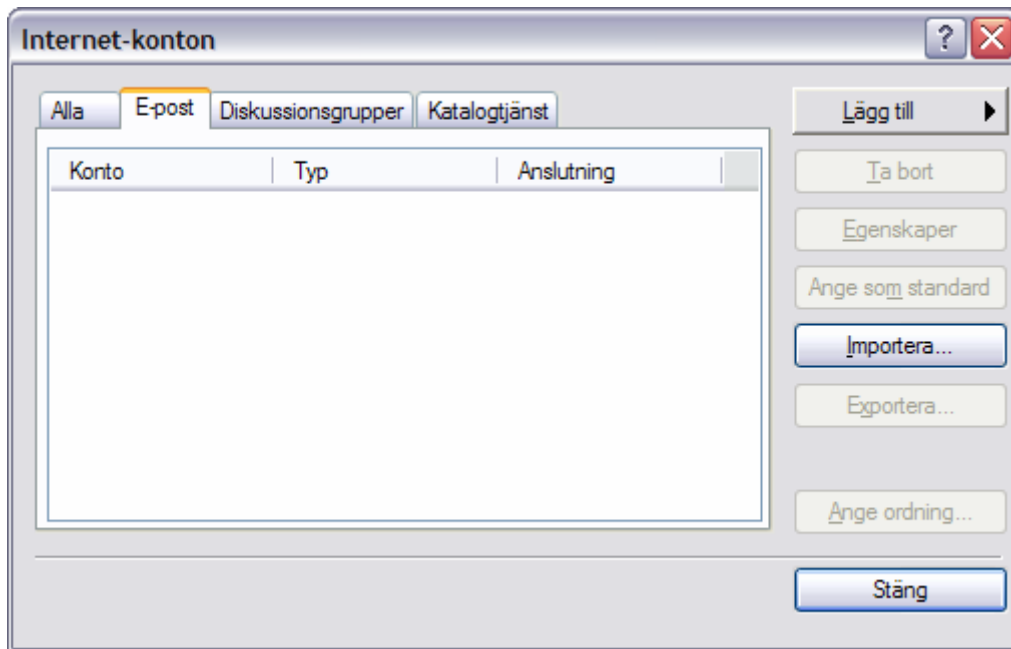 Internet-konton
Alla E-post Diskussionsgrupper Katalogtjänst
Lägg till
Konto Typ Anslutning
Ta bort
Egenskaper
Ange som standard
Importera...
Exportera...
Ange ordning...
Stäng